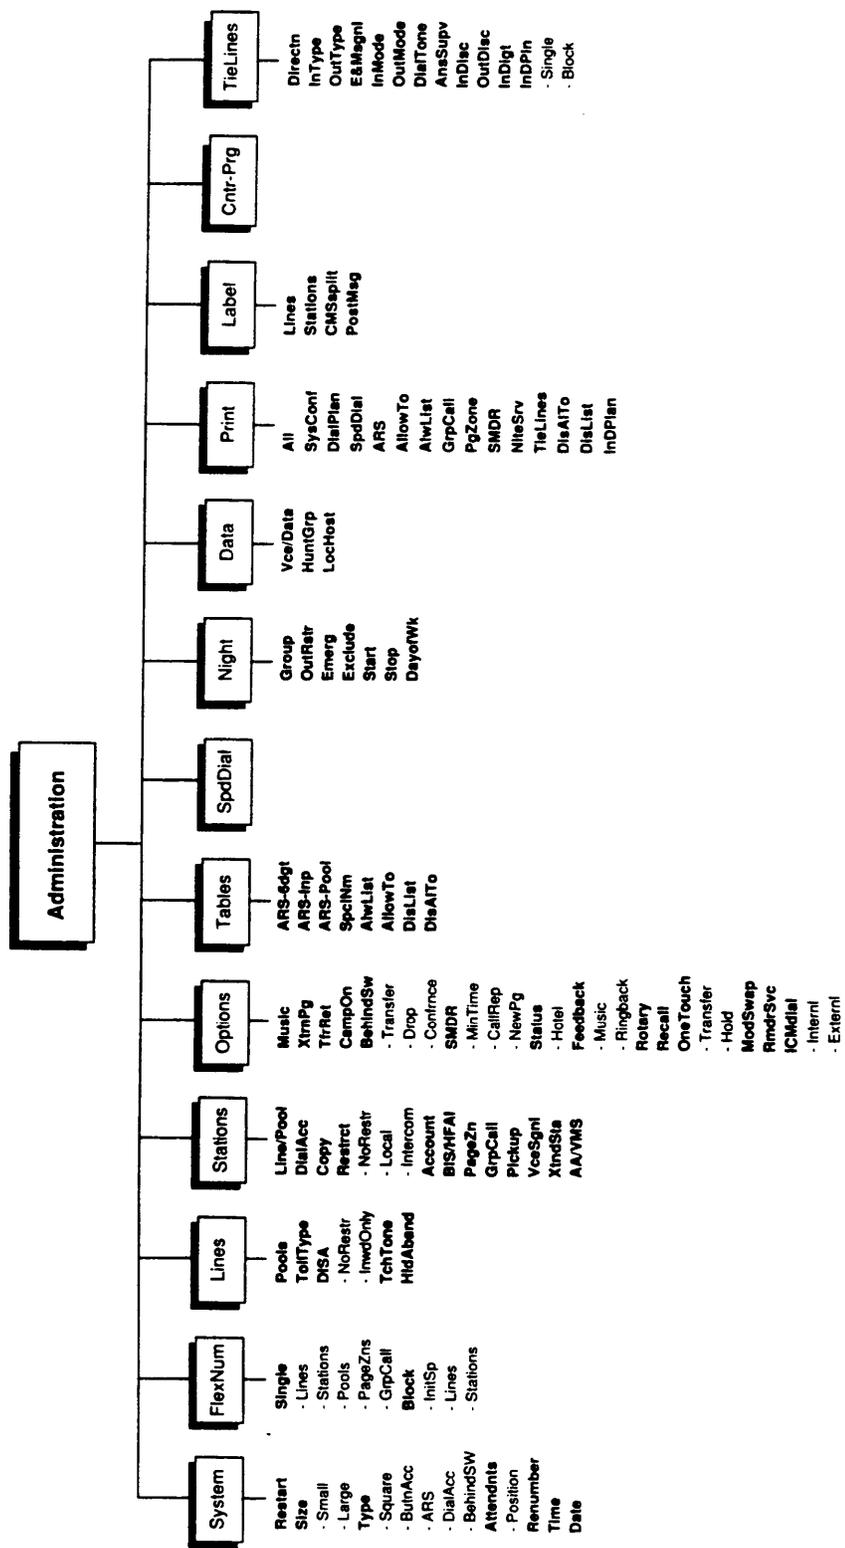 Administration
System
Restart
Size
- Small
- Large
Type
- Square
- ButnAcc
- ARS
- DialAcc
- BehindSW
Attendnts
- Position
Renumber
Time
Date
FlexNum
Single
- Lines
- Stations
- Pools
- PageZns
- GrpCall
Block
- InitSp
- Lines
- Stations
Lines
Pools
TollType
DISA
- NoRestr
- InwdOnly
TchTone
HldAband
Stations
Line/Pool
DialAcc
Copy
Restrct
- NoRestr
- Local
- Intercom
Account
BIS/HFAI
PageZn
GrpCall
Pickup
VceSgnl
XtndSta
AA/VMS
Options
Music
XtrnPg
TfrRet
CampOn
BehindSw
- Transfer
- Drop
- Confrnce
SMDR
- MinTime
- CallRep
- NewPg
Status
- Hotel
Feedback
- Music
- Ringback
Rotary
Recall
OneTouch
- Transfer
- Hold
ModSwap
RmdrSvc
ICMdial
- Internl
- Externl
Tables
ARS-6dgt
ARS-Inp
ARS-Pool
SpclNm
AlwList
AllowTo
DisList
DisAlTo
SpdDial
Night
Group
OutRstr
Emerg
Exclude
Start
Stop
DayofWk
Data
Vce/Data
HuntGrp
LocHost
Print
All
SysConf
DialPlan
SpdDial
ARS
AllowTo
AlwList
GrpCall
PgZone
SMDR
NiteSrv
TieLines
DisAlTo
DisList
InDPlan
Label
Lines
Stations
CMSsplit
PostMsg
Cntr-Prg
TieLines
Directn
InType
OutType
E&Msgnl
InMode
OutMode
DialTone
AnsSupv
InDisc
OutDisc
InDigt
InDPln
- Single
- Block